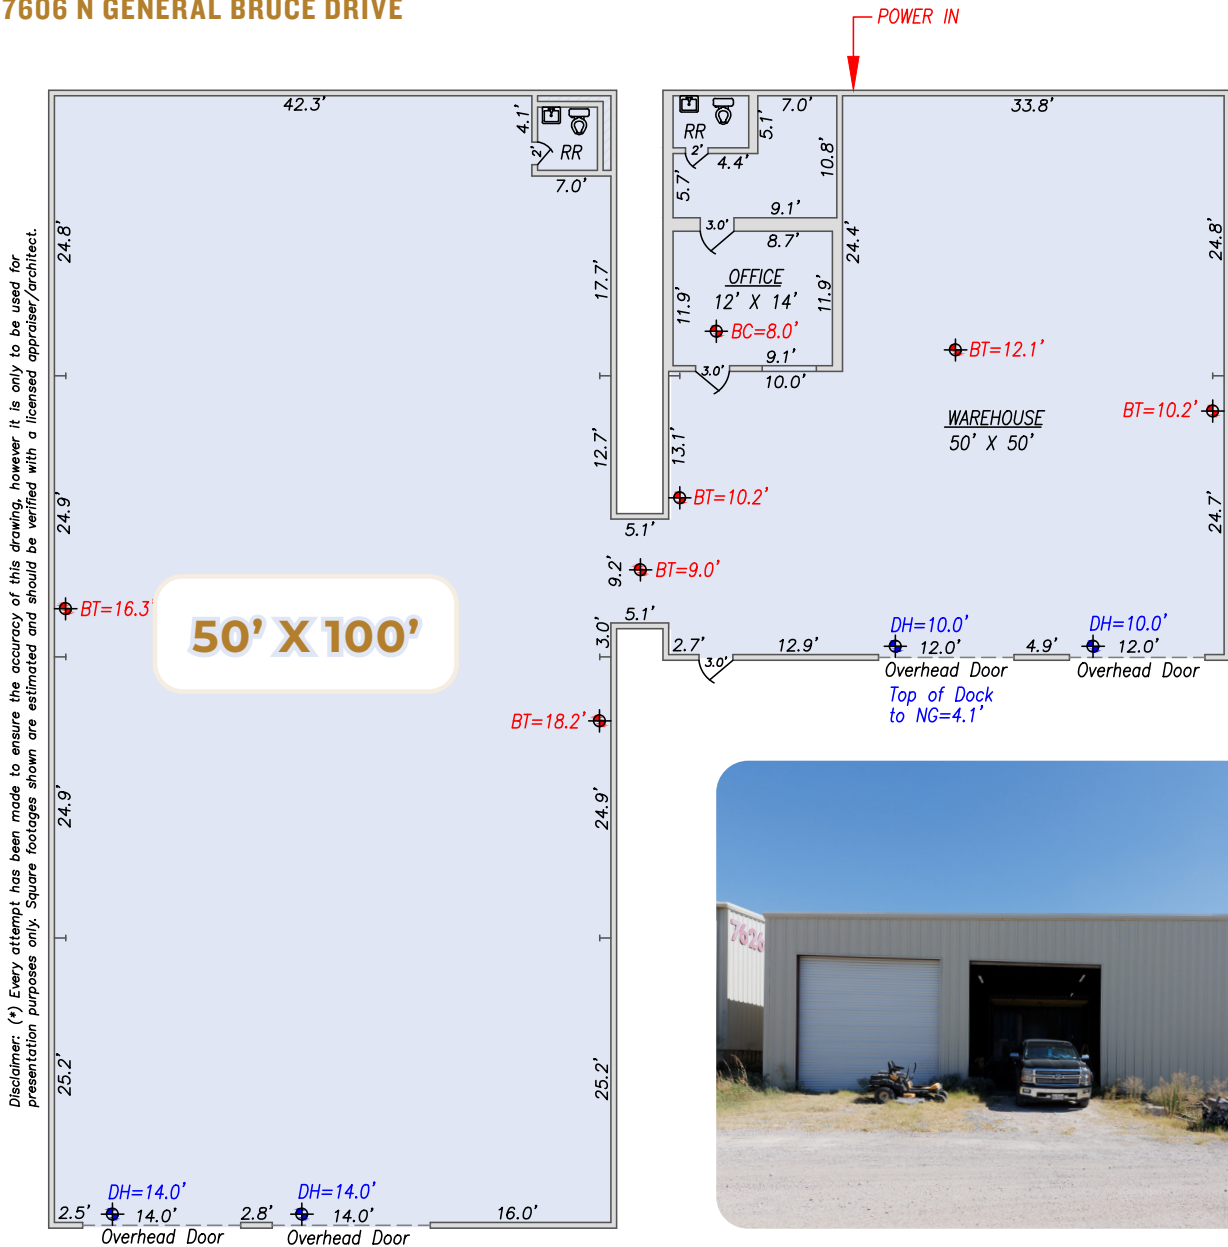 7606 N GENERAL BRUCE DRIVE
POWER IN
42.3'
4.1'
2'
RR
7.0'
24.8'
17.7'
12.7'
24.9'
BT=16.3'
50' X 100'
BT=18.2'
3.0'
24.9'
24.9'
25.2'
25.2'
DH=14.0'
DH=14.0'
2.5'
14.0'
2.8'
14.0'
16.0'
Overhead Door
Overhead Door
5.1'
9.2'
BT=9.0'
5.1'
RR
2'
4.4'
5.1'
7.0'
10.8'
5.7'
9.1'
3.0'
8.7'
OFFICE
12' X 14'
11.9'
11.9'
BC=8.0'
9.1'
3.0'
10.0'
33.8'
24.4'
24.8'
BT=12.1'
BT=10.2'
WAREHOUSE
50' X 50'
13.1'
BT=10.2'
24.7'
2.7'
3.0'
12.9'
DH=10.0'
12.0'
4.9'
DH=10.0'
12.0'
Overhead Door
Overhead Door
Top of Dock
to NG=4.1'
Disclaimer: (*) Every attempt has been made to ensure the accuracy of this drawing, however it is only to be used for
presentation purposes only. Square footages shown are estimated and should be verified with a licensed appraiser/architect.
7626